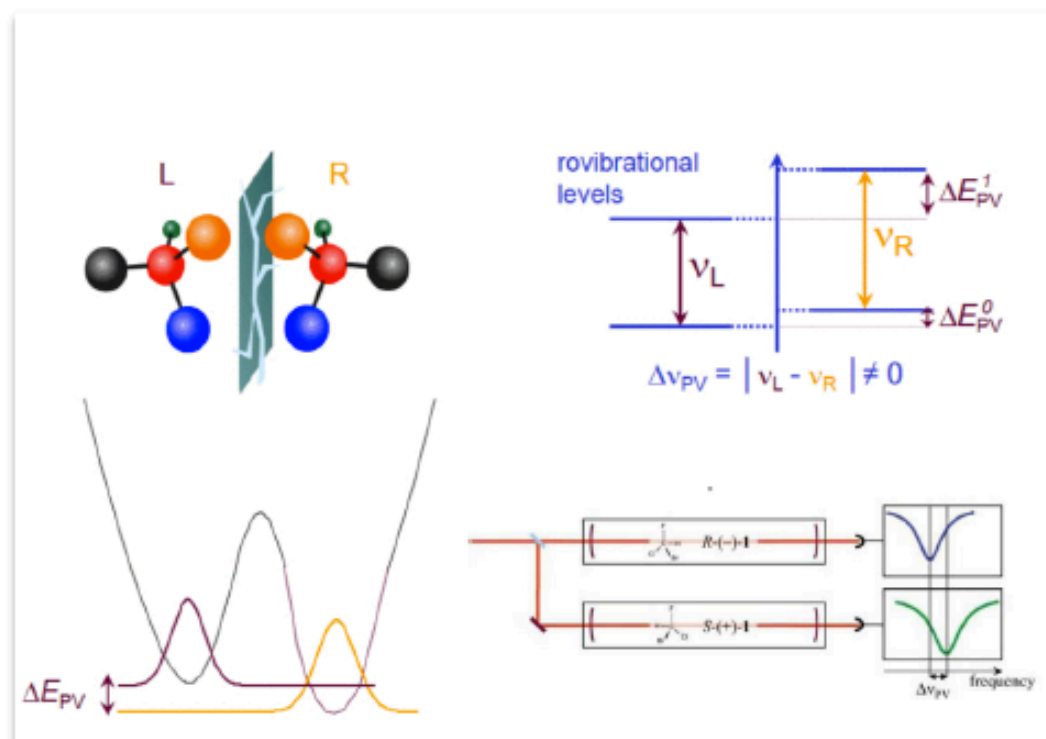 L
R
rovibrational
levels
ΔE¹PV
νL
νR
ΔE⁰PV
ΔνPV = | νL - νR | ≠ 0
ΔEPV
R-(–)-1
S-(+)-1
frequency
ΔνPV